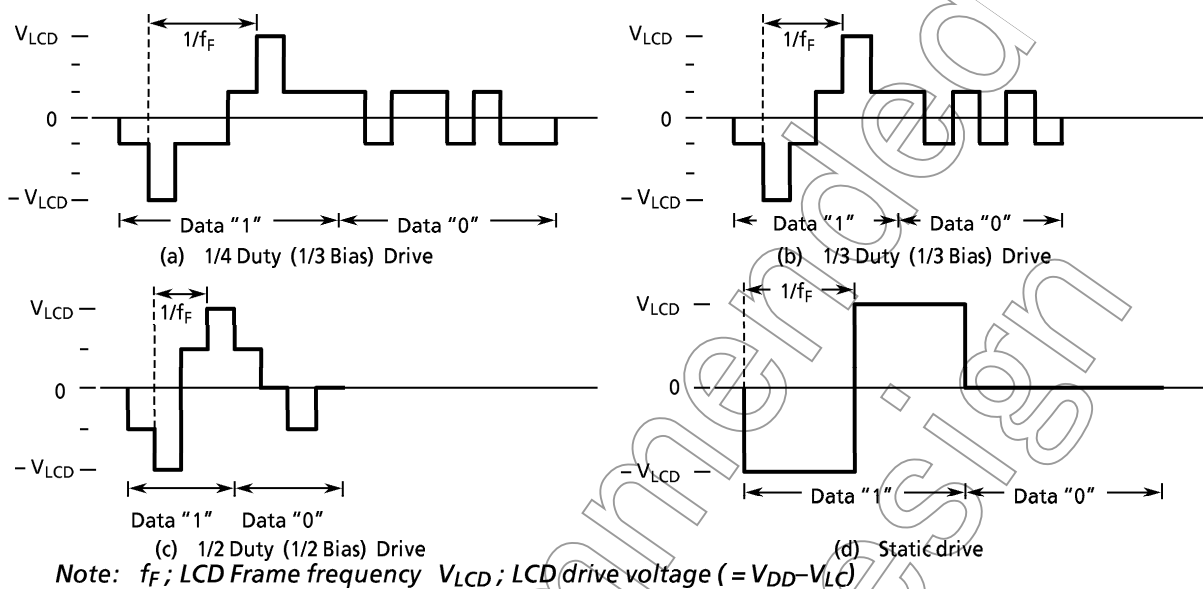 V_LCD
1/f_F
0
– V_LCD
Data “1”
Data “0”
(a) 1/4 Duty (1/3 Bias) Drive
V_LCD
1/f_F
0
– V_LCD
Data “1”
Data “0”
(b) 1/3 Duty (1/3 Bias) Drive
V_LCD
1/f_F
0
– V_LCD
Data “1” Data “0”
(c) 1/2 Duty (1/2 Bias) Drive
V_LCD
1/f_F
0
– V_LCD
Data “1”
Data “0”
(d) Static drive
Note: f_F ; LCD Frame frequency V_LCD ; LCD drive voltage ( = V_DD–V_LC)